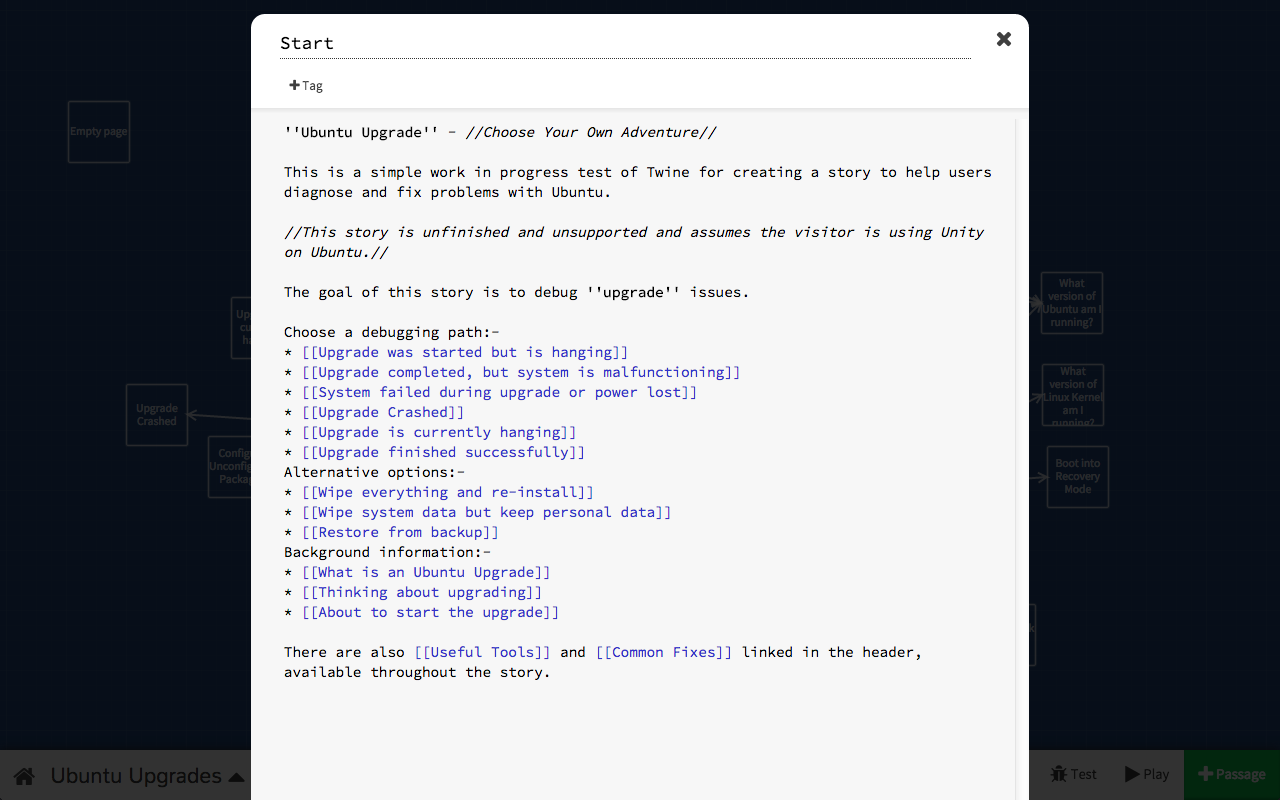 Start
+Tag
''Ubuntu Upgrade'' - //Choose Your Own Adventure//
This is a simple work in progress test of Twine for creating a story to help users
diagnose and fix problems with Ubuntu.
//This story is unfinished and unsupported and assumes the visitor is using Unity
on Ubuntu.//
The goal of this story is to debug ''upgrade'' issues.
Choose a debugging path:-
* [[Upgrade was started but is hanging]]
* [[Upgrade completed, but system is malfunctioning]]
* [[System failed during upgrade or power lost]]
* [[Upgrade Crashed]]
* [[Upgrade is currently hanging]]
* [[Upgrade finished successfully]]
Alternative options:-
* [[Wipe everything and re-install]]
* [[Wipe system data but keep personal data]]
* [[Restore from backup]]
Background information:-
* [[What is an Ubuntu Upgrade]]
* [[Thinking about upgrading]]
* [[About to start the upgrade]]
There are also [[Useful Tools]] and [[Common Fixes]] linked in the header,
available throughout the story.
Empty page
Upgrade
Crashed
What
version of
Ubuntu am I
running?
What
version of
Linux Kernel
am I
running?
Boot into
Recovery
Mode
Ubuntu Upgrades
Test
Play
+Passage